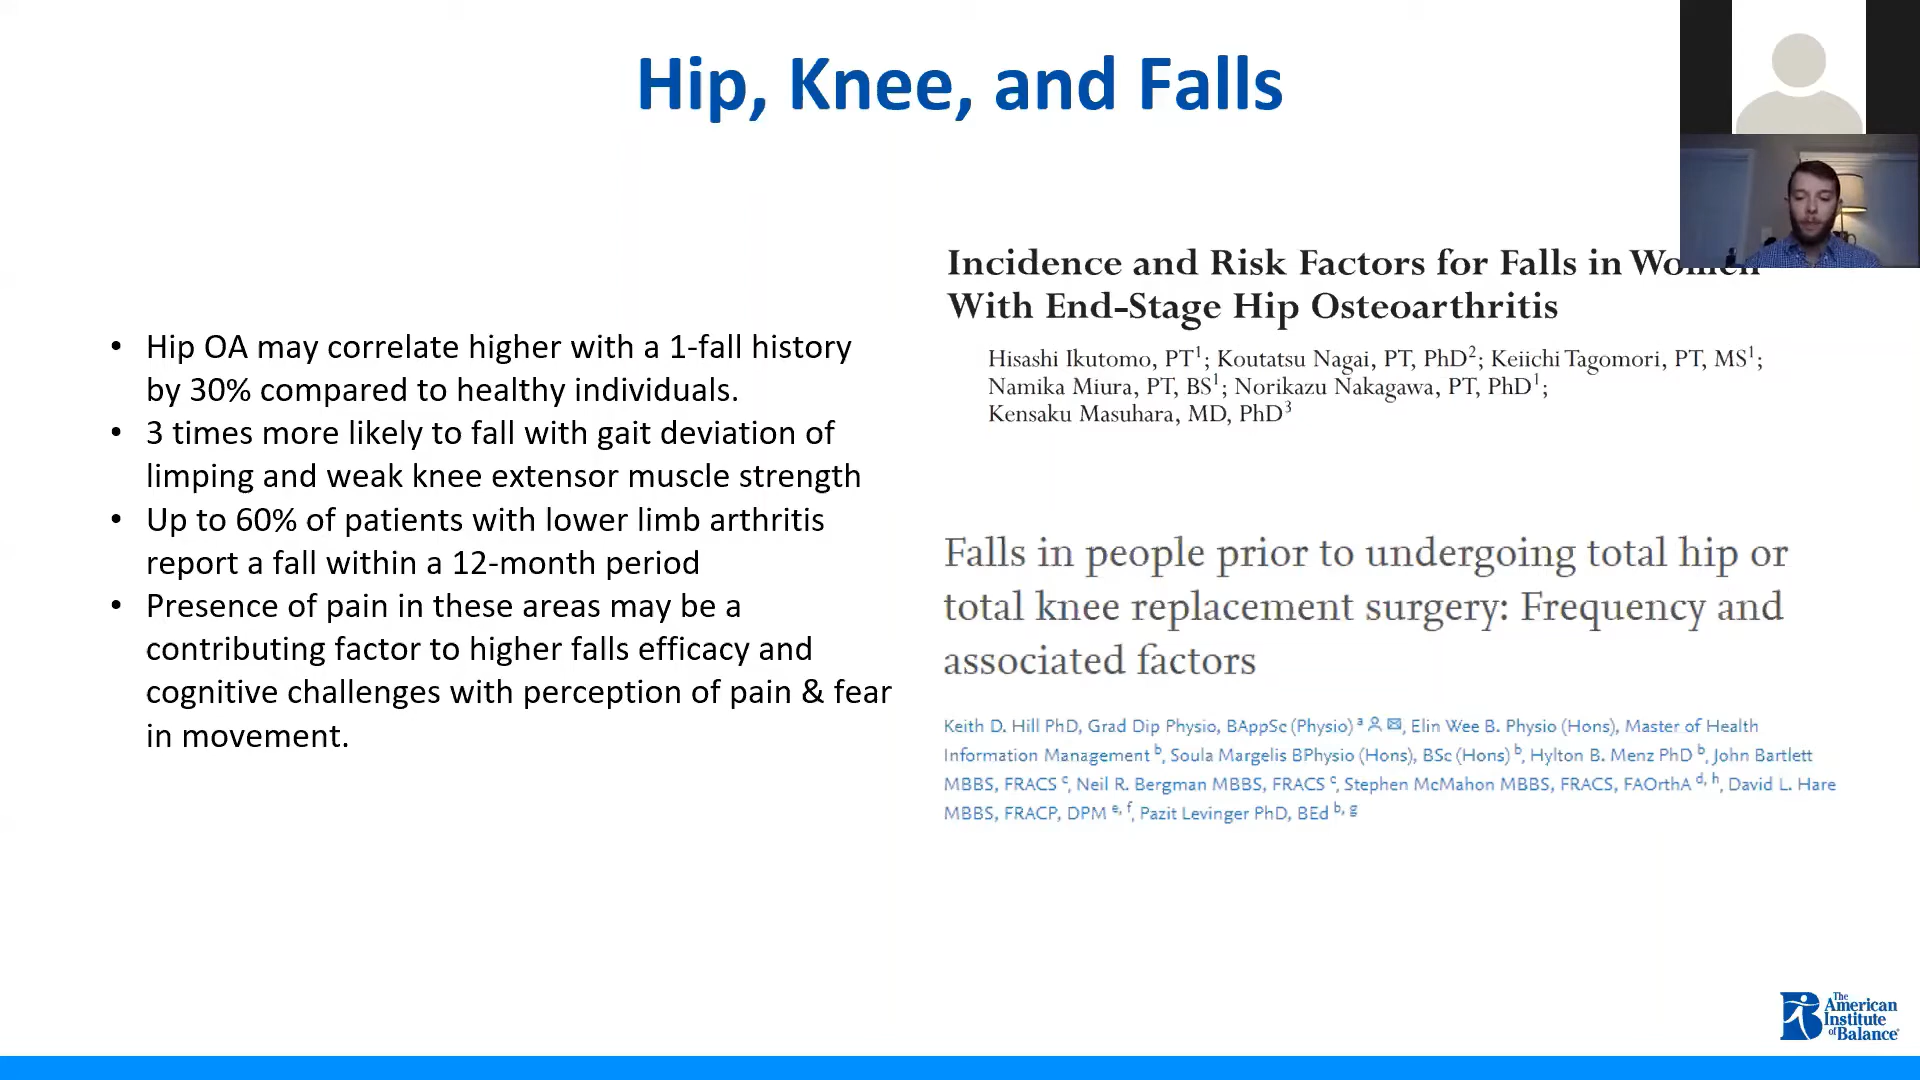 Hip, Knee, and Falls
• Hip OA may correlate higher with a 1-fall history
by 30% compared to healthy individuals.
• 3 times more likely to fall with gait deviation of
limping and weak knee extensor muscle strength
• Up to 60% of patients with lower limb arthritis
report a fall within a 12-month period
• Presence of pain in these areas may be a
contributing factor to higher falls efficacy and
cognitive challenges with perception of pain & fear
in movement.
Incidence and Risk Factors for Falls in Women
With End-Stage Hip Osteoarthritis
Hisashi Ikutomo, PT1; Koutatsu Nagai, PT, PhD2; Keiichi Tagomori, PT, MS1;
Namika Miura, PT, BS1; Norikazu Nakagawa, PT, PhD1;
Kensaku Masuhara, MD, PhD3
Falls in people prior to undergoing total hip or
total knee replacement surgery: Frequency and
associated factors
Keith D. Hill PhD, Grad Dip Physio, BAppSc (Physio) a, Elin Wee B. Physio (Hons), Master of Health
Information Management b, Soula Margelis BPhysio (Hons), BSc (Hons) b, Hylton B. Menz PhD b, John Bartlett
MBBS, FRACS c, Neil R. Bergman MBBS, FRACS c, Stephen McMahon MBBS, FRACS, FAOrthA d, h, David L. Hare
MBBS, FRACP, DPM e, f, Pazit Levinger PhD, BEd b, g
The
American
Institute
of Balance